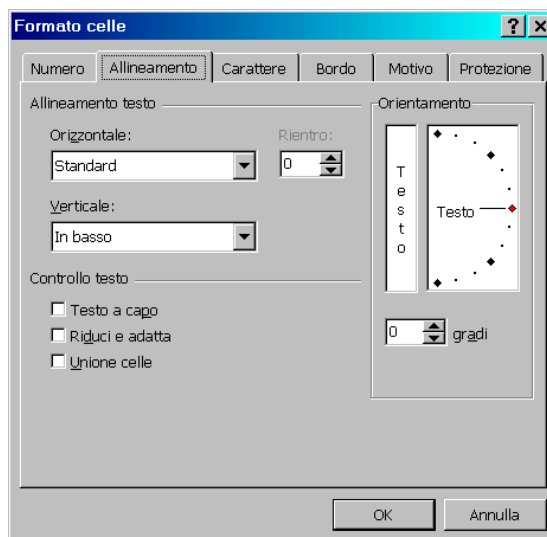 Formato celle
Numero Allineamento Carattere Bordo Motivo Protezione
Allineamento testo
Orizzontale: Rientro:
Standard 0
Verticale:
In basso
Controllo testo
Testo a capo
Riduci e adatta
Unione celle
Orientamento
T
e
s
t
o
Testo
0 gradi
OK Annulla